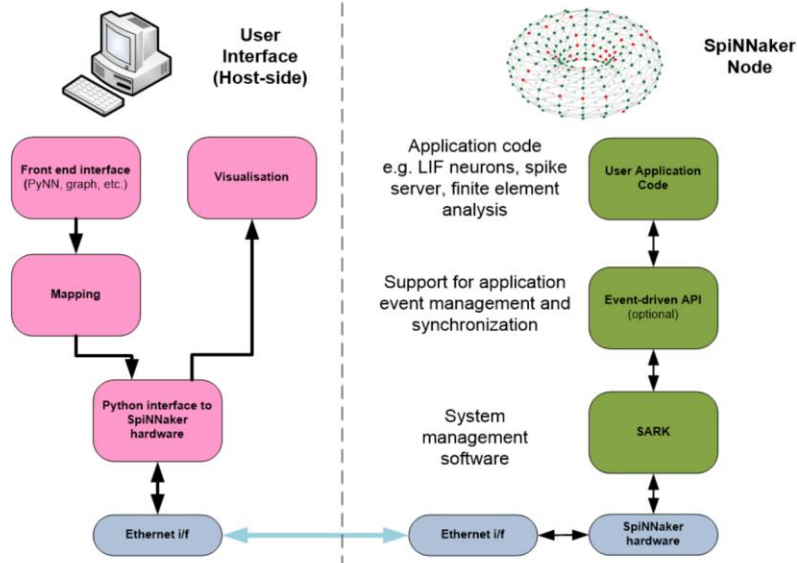 User
Interface
(Host-side)
SpiNNaker
Node
Front end interface
(PyNN, graph, etc.)
Visualisation
Application code
e.g. LIF neurons, spike
server, finite element
analysis
User Application
Code
Mapping
Support for application
event management and
synchronization
Event-driven API
(optional)
Python interface to
SpiNNaker
hardware
System
management
software
SARK
Ethernet i/f
Ethernet i/f
SpiNNaker
hardware